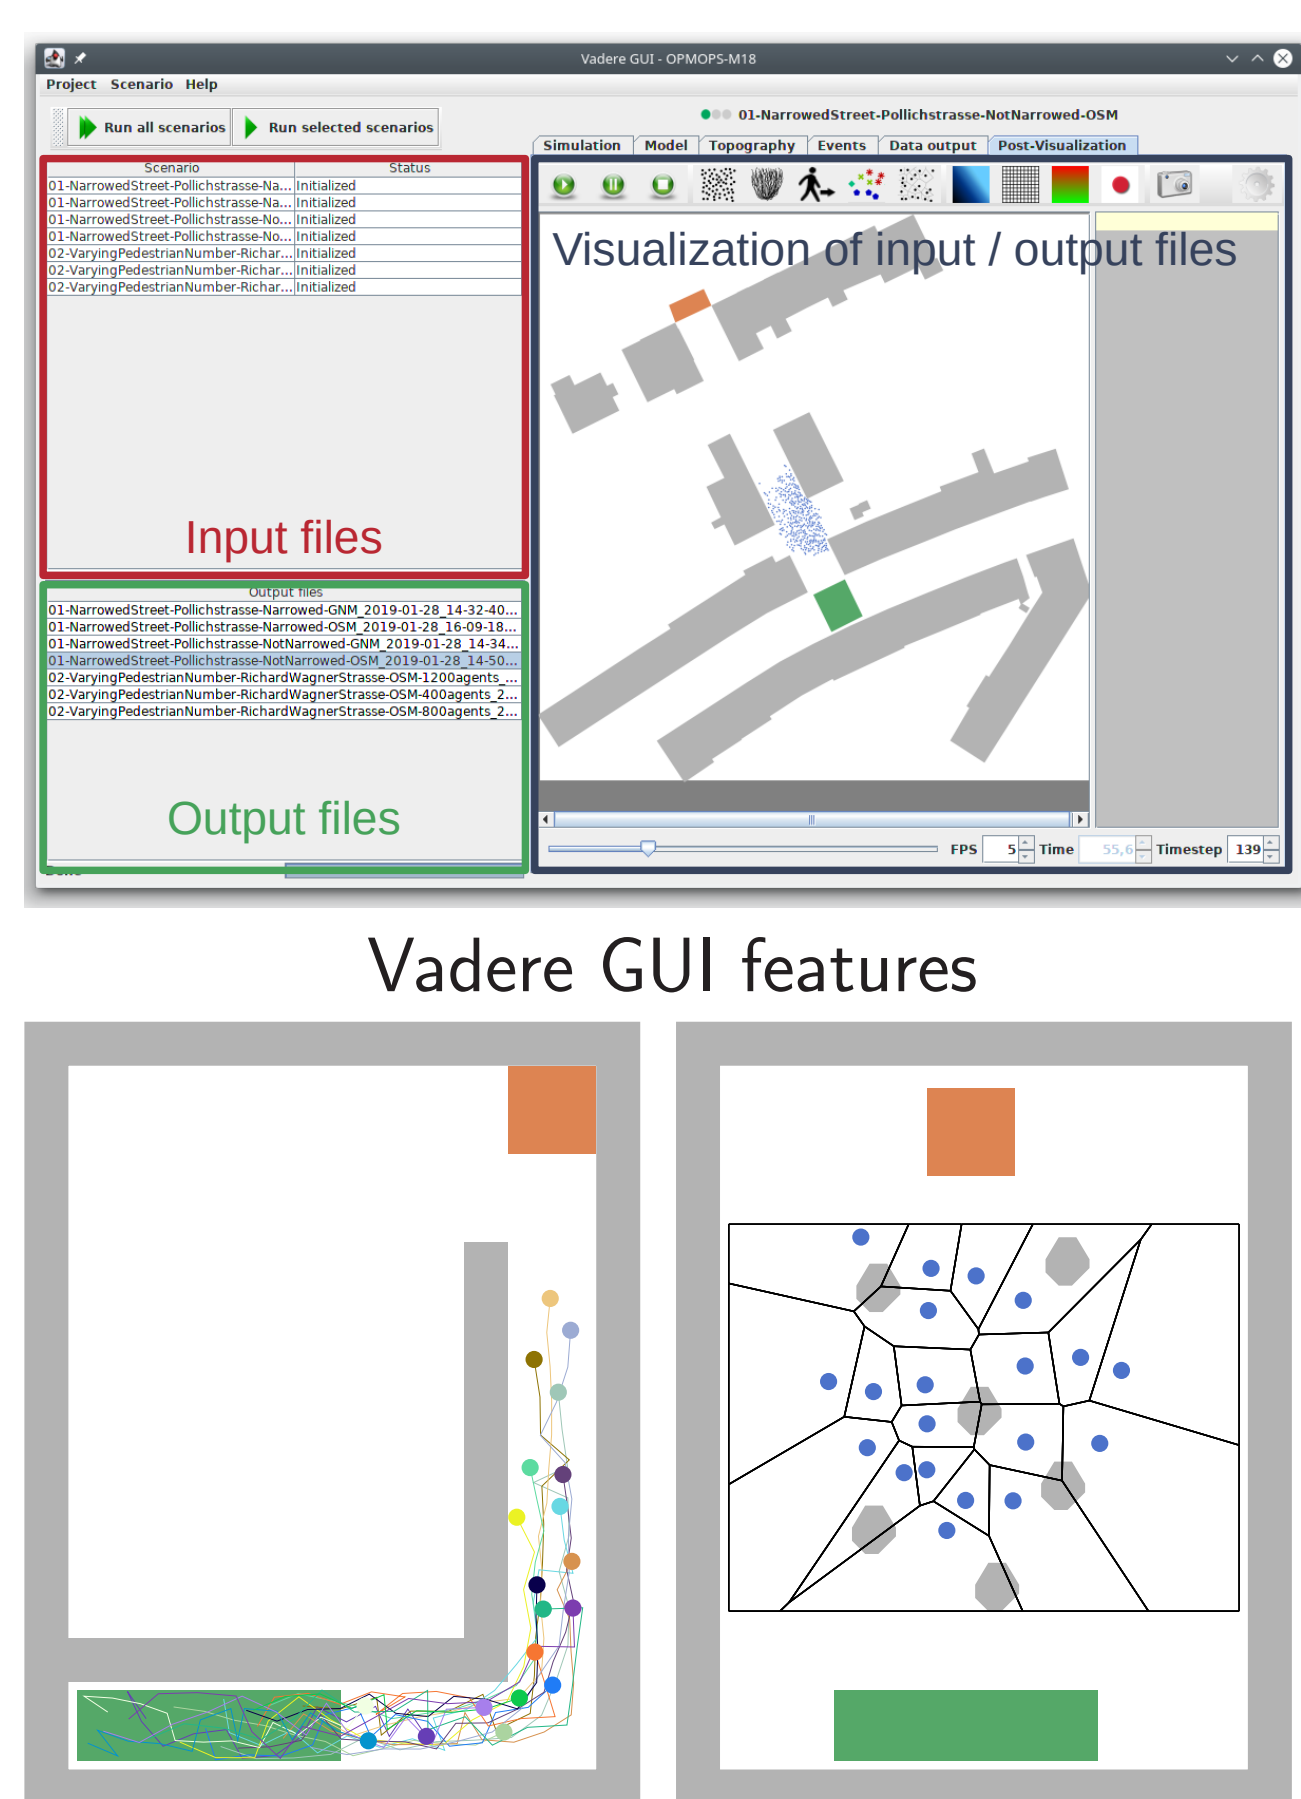 Vadere GUI - OPMOPS-M18
Project Scenario Help
Run all scenarios
Run selected scenarios
01-NarrowedStreet-Pollichstrasse-NotNarrowed-OSM
Simulation Model Topography Events Data output Post-Visualization
Scenario Status
01-NarrowedStreet-Pollichstrasse-Na... Initialized
01-NarrowedStreet-Pollichstrasse-Na... Initialized
01-NarrowedStreet-Pollichstrasse-No... Initialized
01-NarrowedStreet-Pollichstrasse-No... Initialized
02-VaryingPedestrianNumber-Richar... Initialized
02-VaryingPedestrianNumber-Richar... Initialized
02-VaryingPedestrianNumber-Richar... Initialized
Input files
Output files
01-NarrowedStreet-Pollichstrasse-Narrowed-GNM_2019-01-28_14-32-40...
01-NarrowedStreet-Pollichstrasse-Narrowed-OSM_2019-01-28_16-09-18...
01-NarrowedStreet-Pollichstrasse-NotNarrowed-GNM_2019-01-28_14-34...
01-NarrowedStreet-Pollichstrasse-NotNarrowed-OSM_2019-01-28_14-50...
02-VaryingPedestrianNumber-RichardWagnerStrasse-OSM-1200agents_...
02-VaryingPedestrianNumber-RichardWagnerStrasse-OSM-400agents_2...
02-VaryingPedestrianNumber-RichardWagnerStrasse-OSM-800agents_2...
Output files
Visualization of input / output files
FPS 5 Time 55,6 Timestep 139
Vadere GUI features